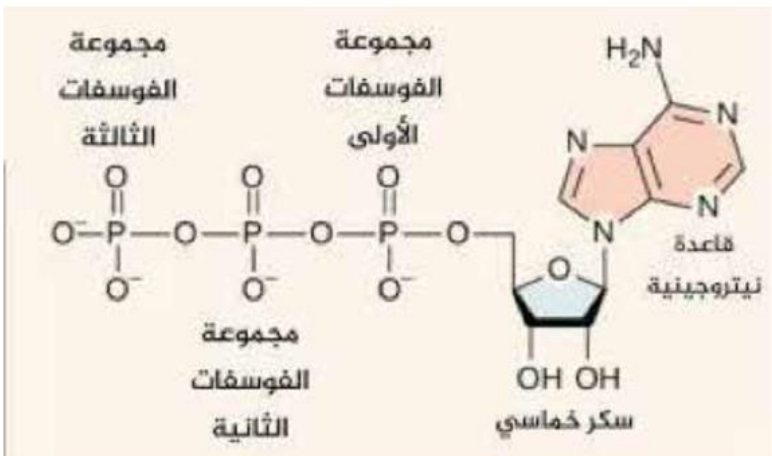 مجموعة
الفوسفات
الثالثة
مجموعة
الفوسفات
الأولى
H₂N
N
N
N
N
قاعدة
نيتروجينية
O O O
O⁻ P O P O P O
O⁻ O⁻ O⁻
O
مجموعة
الفوسفات
الثانية
OH OH
سكر خماسي